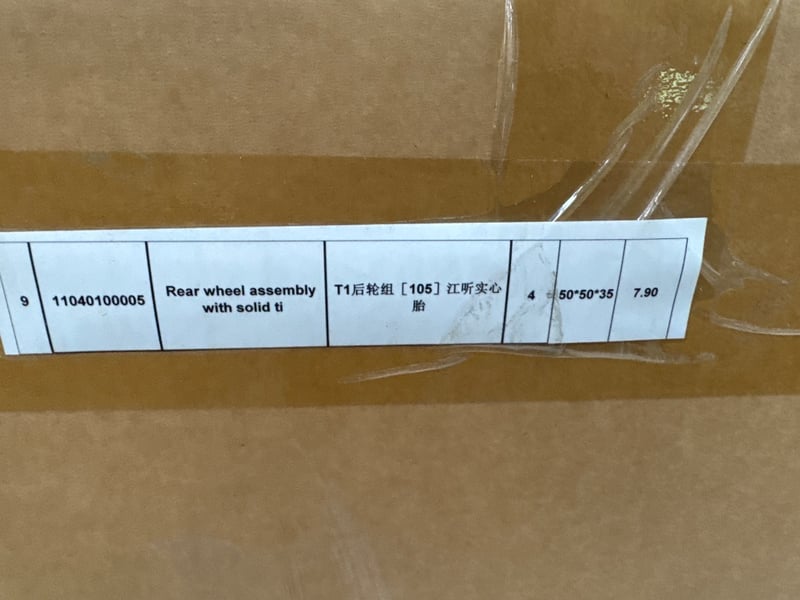 9
11040100005
Rear wheel assembly
with solid ti
T1后轮组［105］江昕实心
胎
4
50*50*35
7.90